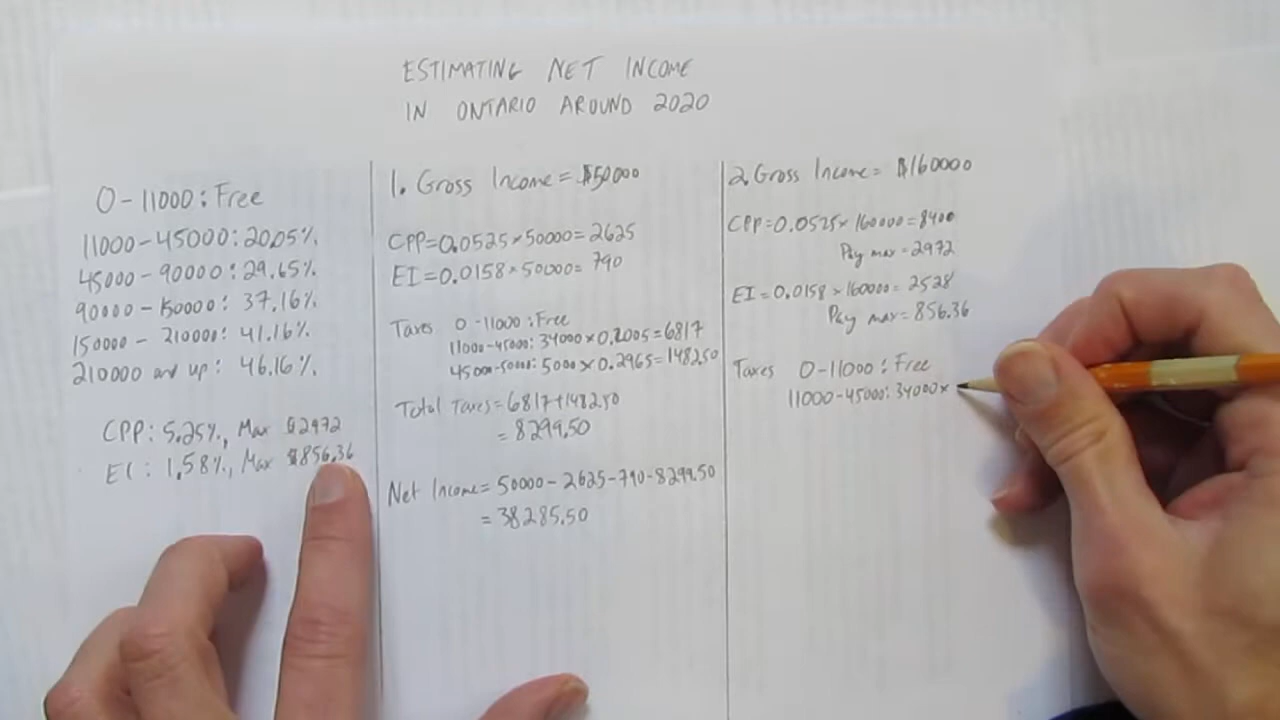 ESTIMATING NET INCOME
IN ONTARIO AROUND 2020
0-11000: Free
11000-45000: 20.05%
45000-90000: 29.65%
90000-150000: 37.16%
150000-210000: 41.16%
210000 and up: 46.16%
CPP: 5.25%, Max $2972
EI: 1.58%, Max $856.36
1. Gross Income = $50000
CPP=0.0525×50000=2625
EI=0.0158×50000=790
Taxes 0-11000: Free
11000-45000: 34000×0.2005=6817
45000-50000: 5000×0.2965=1482.50
Total Taxes=6817+1482.50
=8299.50
Net Income=50000-2625-790-8299.50
=38285.50
2. Gross Income= $160000
CPP=0.0525×160000=8400
Pay max=2972
EI=0.0158×160000=2528
Pay max=856.36
Taxes 0-11000: Free
11000-45000: 34000×